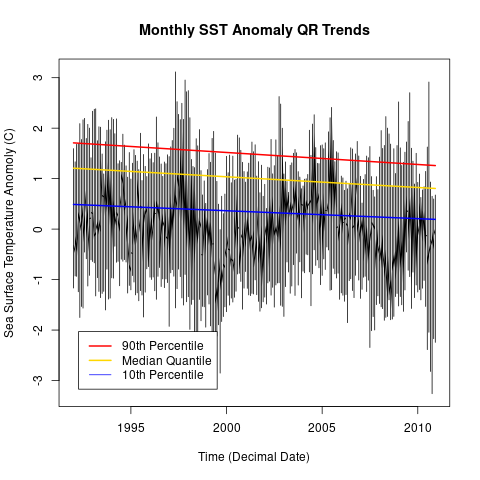 Monthly SST Anomaly QR Trends
Sea Surface Temperature Anomoly (C)
3
2
1
0
-1
-2
-3
90th Percentile
Median Quantile
10th Percentile
1995
2000
2005
2010
Time (Decimal Date)